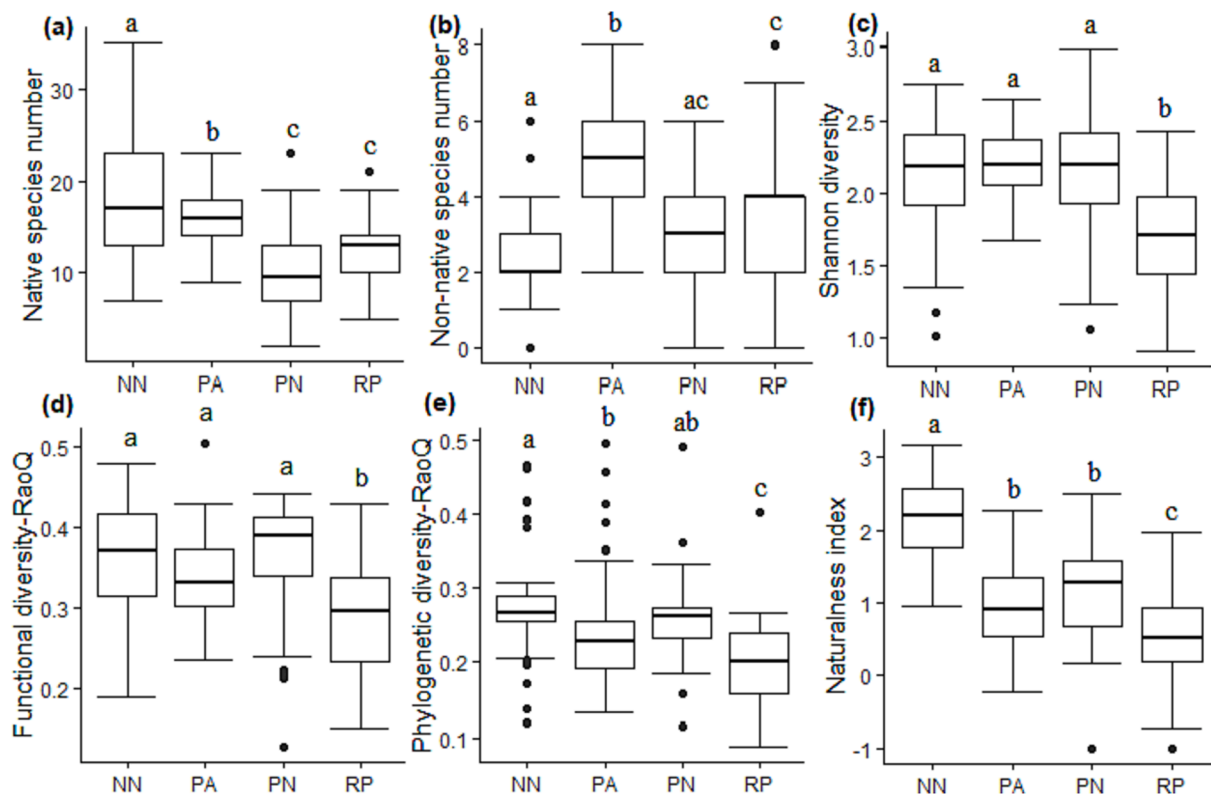 (a)
a
b
c
c
Native species number
30
20
10
NN PA PN RP
(b)
a
b
ac
c
Non-native species number
8
6
4
2
0
NN PA PN RP
(c)
a
a
a
b
Shannon diversity
3.0
2.5
2.0
1.5
1.0
NN PA PN RP
(d)
a
a
a
b
Functional diversity-RaoQ
0.5
0.4
0.3
0.2
NN PA PN RP
(e)
a
b
ab
c
Phylogenetic diversity-RaoQ
0.5
0.4
0.3
0.2
0.1
NN PA PN RP
(f)
a
b
b
c
Naturalness index
3
2
1
0
-1
NN PA PN RP